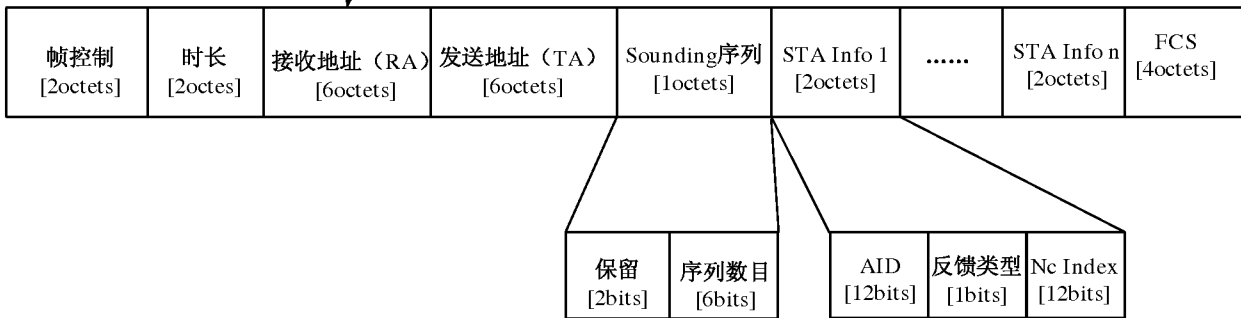 帧控制
[2octets]
时长
[2octes]
接收地址（RA）
[6octets]
发送地址（TA）
[6octets]
Sounding序列
[1octets]
STA Info 1
[2octets]
······
STA Info n
[2octets]
FCS
[4octets]
保留
[2bits]
序列数目
[6bits]
AID
[12bits]
反馈类型
[1bits]
Nc Index
[12bits]